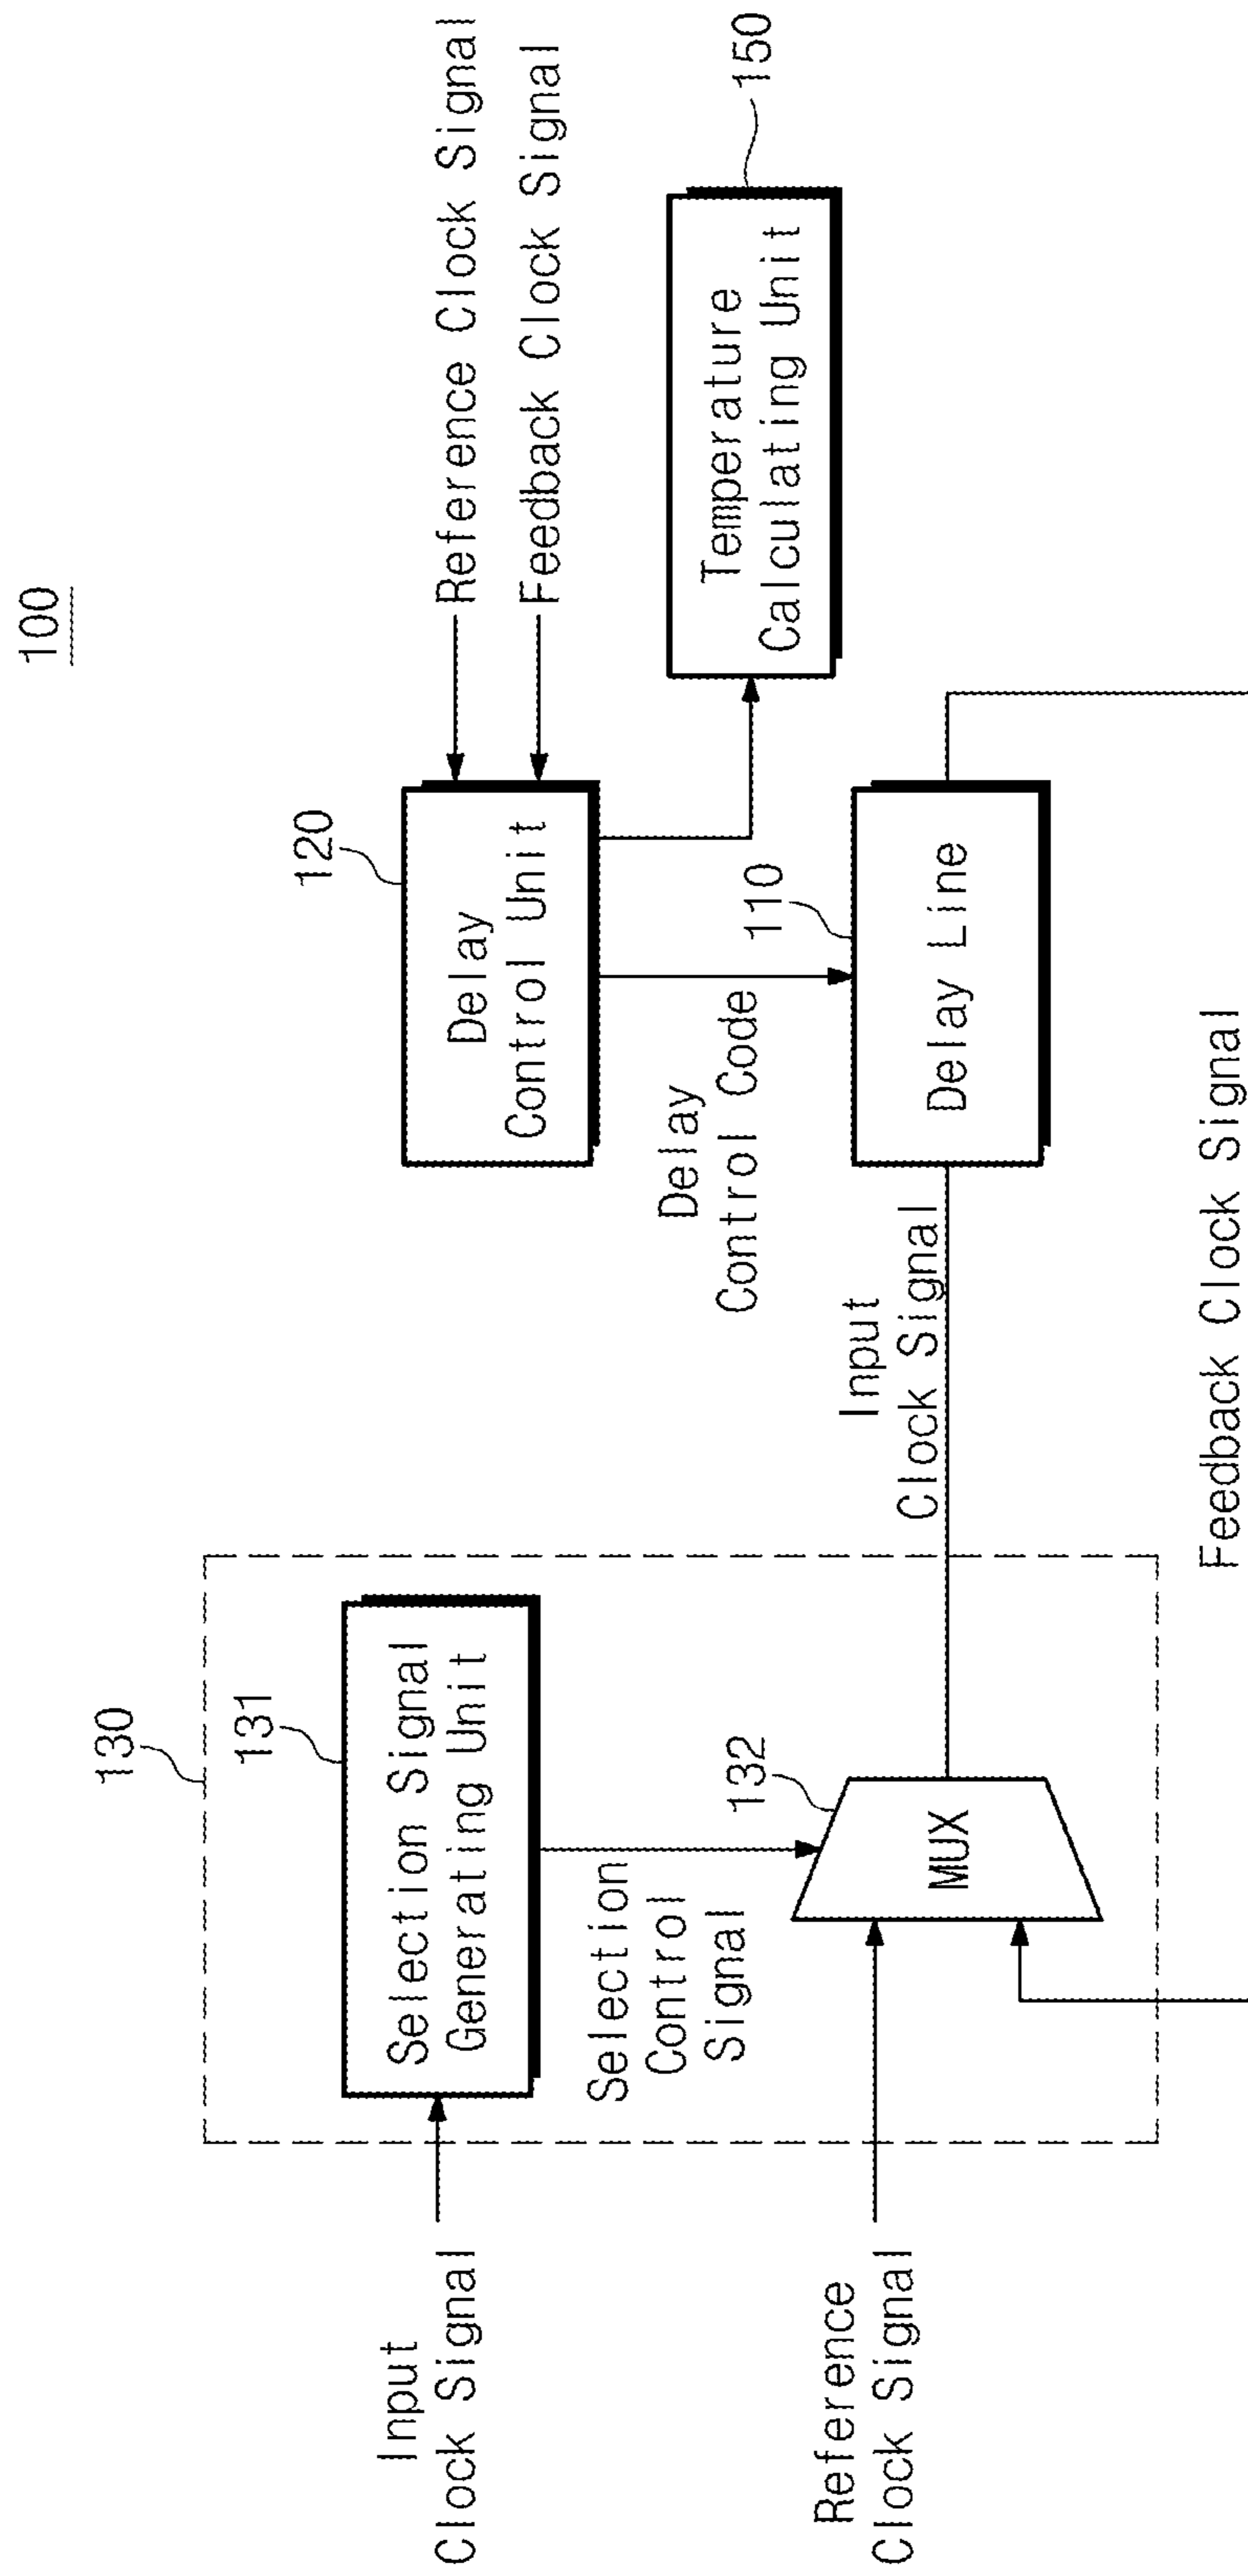 100
130
131
Selection Signal
Generating Unit
Input
Clock Signal
Selection
Control
Signal
132
MUX
Reference
Clock Signal
120
Delay
Control Unit
Reference Clock Signal
Feedback Clock Signal
Delay
Control Code
110
Delay Line
Input
Clock Signal
Temperature
Calculating Unit
150
Feedback Clock Signal